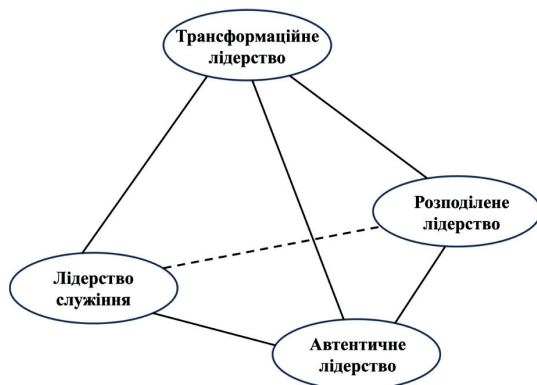 Трансформаційне
лідерство
Розподілене
лідерство
Лідерство
служіння
Автентичне
лідерство